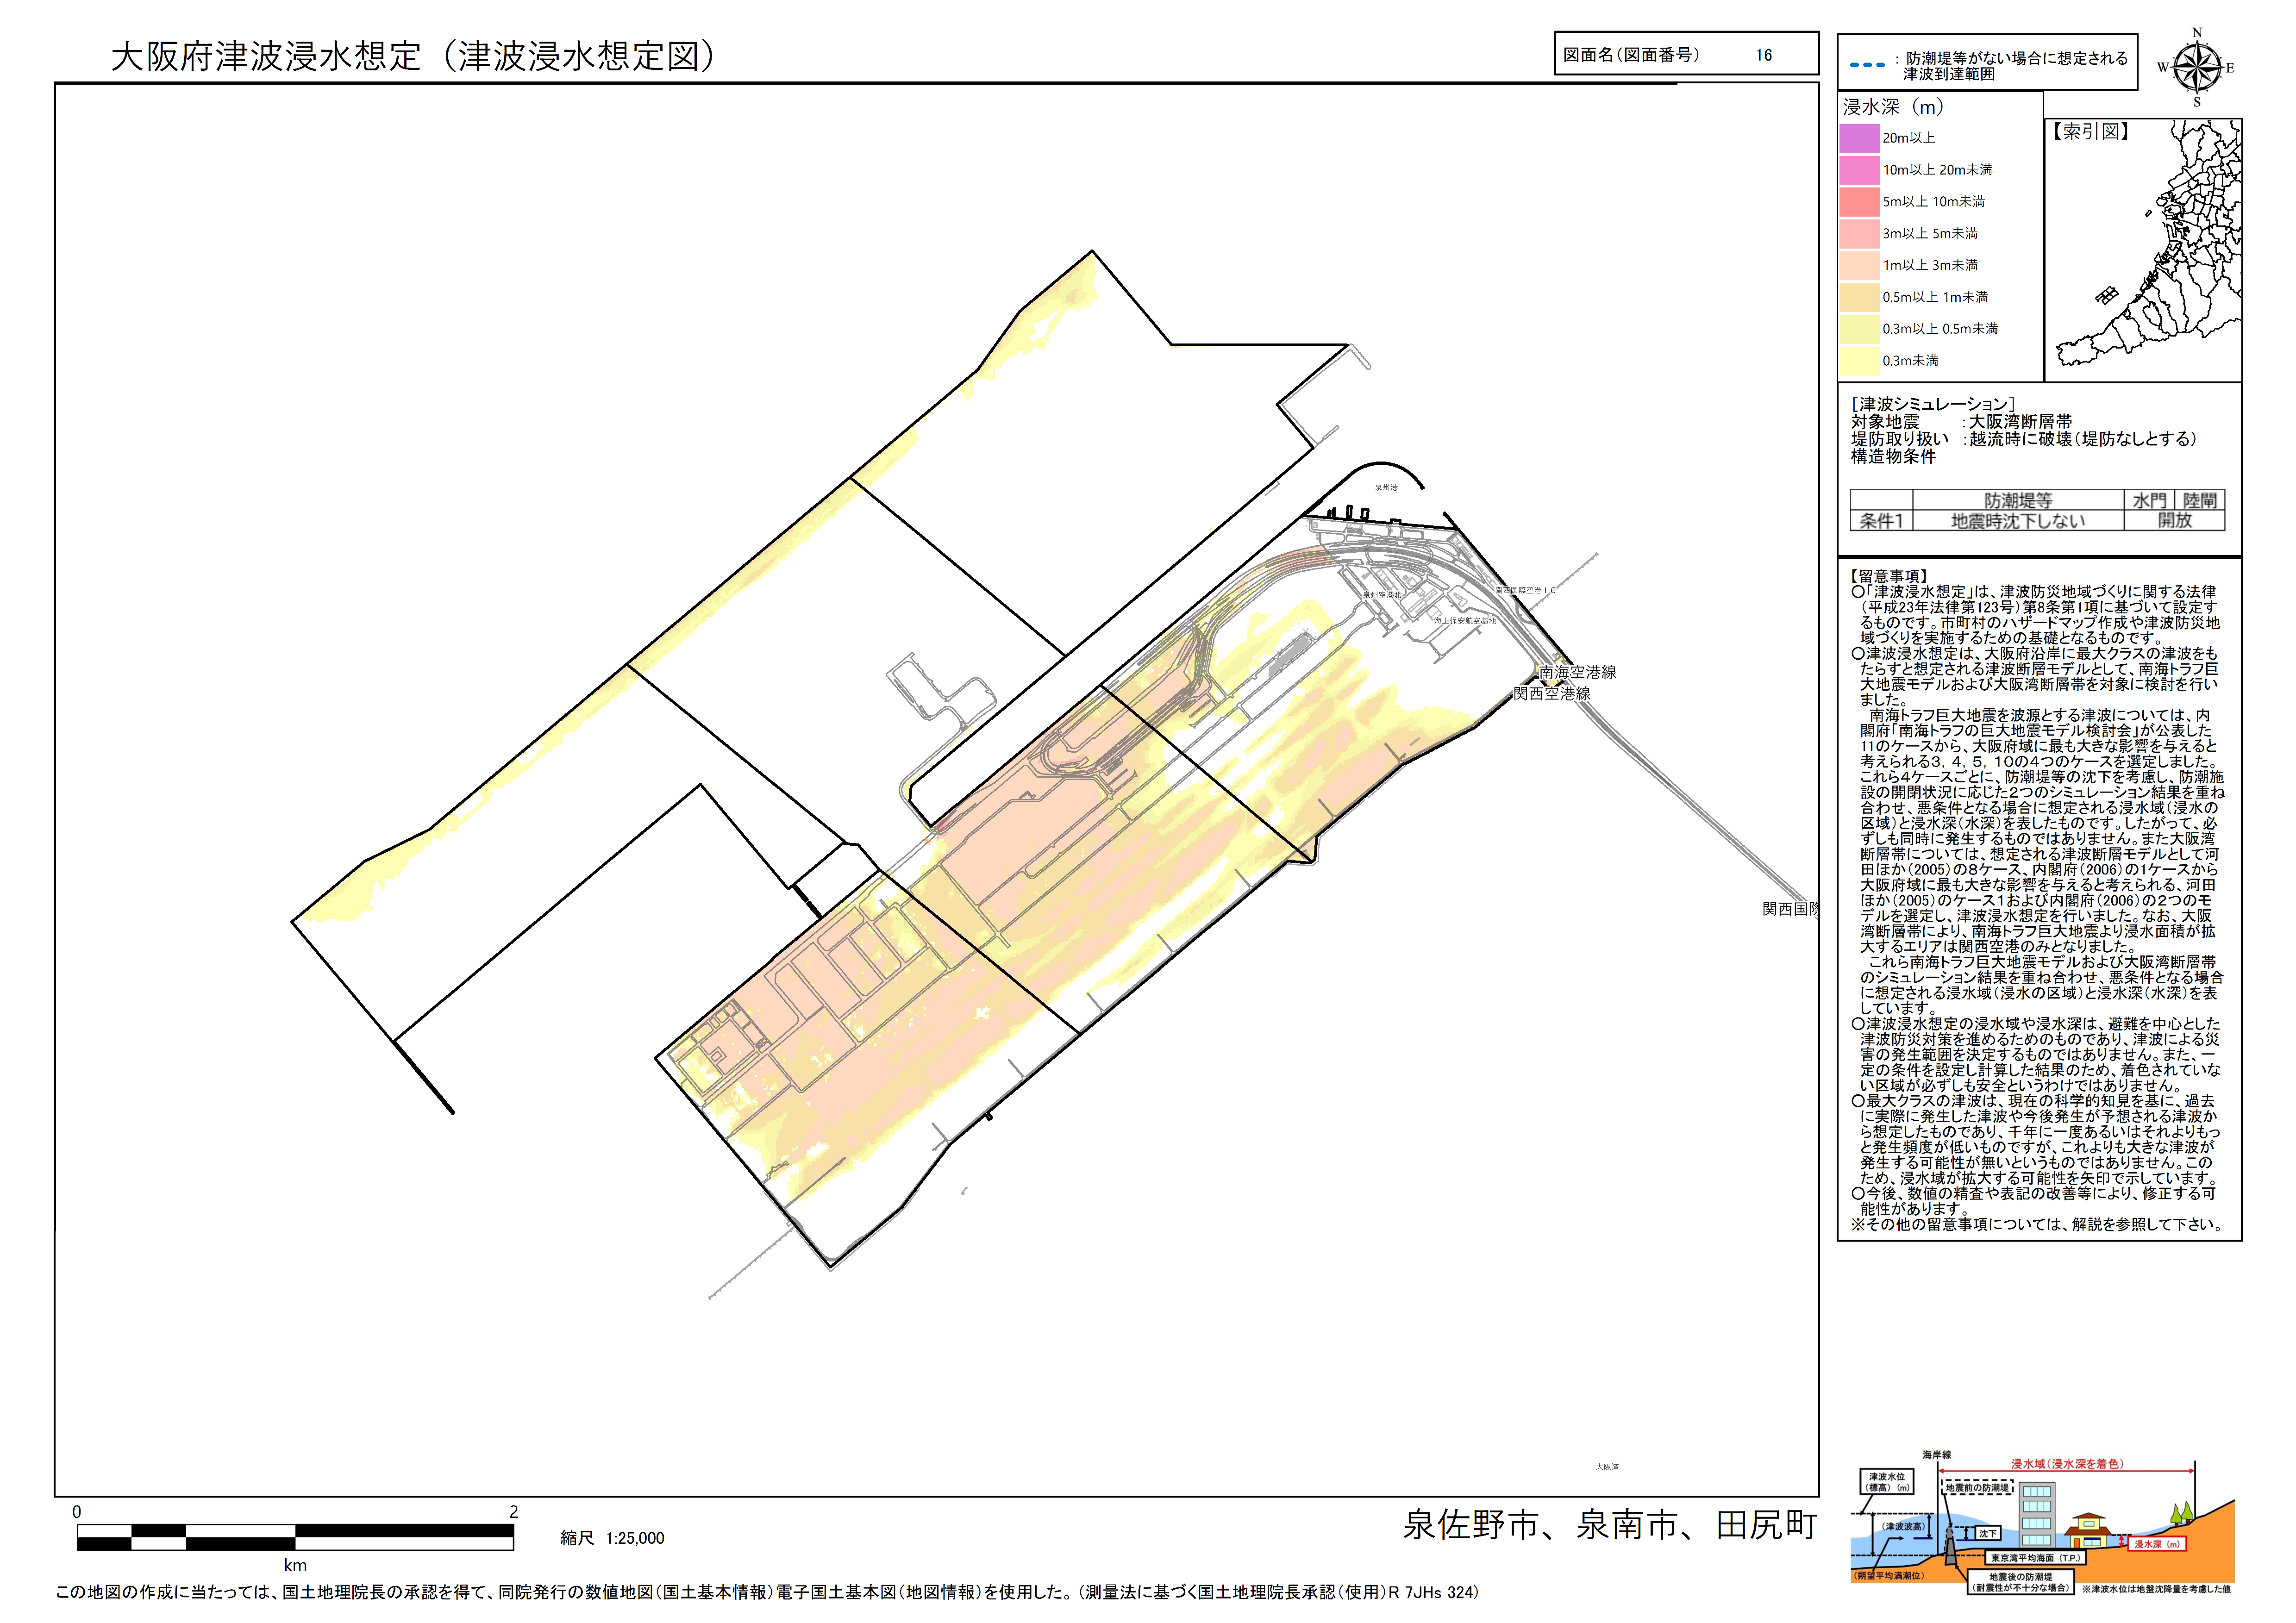 大阪府津波浸水想定（津波浸水想定図）
図面名（図面番号） 16
：防潮堤等がない場合に想定される
津波到達範囲
N
W
E
S
浸水深（m）
20m以上
10m以上 20m未満
5m以上 10m未満
3m以上 5m未満
1m以上 3m未満
0.5m以上 1m未満
0.3m以上 0.5m未満
0.3m未満
【索引図】
［津波シミュレーション］
対象地震 ：大阪湾断層帯
堤防取り扱い ：越流時に破壊（堤防なしとする）
構造物条件
防潮堤等 水門 陸閘
条件1 地震時沈下しない 開放
【留意事項】
〇「津波浸水想定」は、津波防災地域づくりに関する法律
（平成23年法律第123号）第8条第1項に基づいて設定す
るものです。市町村のハザードマップ作成や津波防災地
域づくりを実施するための基礎となるものです。
〇津波浸水想定は、大阪府沿岸に最大クラスの津波をも
たらすと想定される津波断層モデルとして、南海トラフ巨
大地震モデルおよび大阪湾断層帯を対象に検討を行い
ました。
南海トラフ巨大地震を波源とする津波については、内
閣府「南海トラフの巨大地震モデル検討会」が公表した
11のケースから、大阪府域に最も大きな影響を与えると
考えられる3，4，5，10の4つのケースを選定しました。
これら4ケースごとに、防潮堤等の沈下を考慮し、防潮施
設の開閉状況に応じた2つのシミュレーション結果を重ね
合わせ、悪条件となる場合に想定される浸水域（浸水の
区域）と浸水深（水深）を表したものです。したがって、必
ずしも同時に発生するものではありません。また大阪湾
断層帯については、想定される津波断層モデルとして河
田ほか（2005）の8ケース、内閣府（2006）の1ケースから
大阪府域に最も大きな影響を与えると考えられる、河田
ほか（2005）のケース1および内閣府（2006）の2つのモ
デルを選定し、津波浸水想定を行いました。なお、大阪
湾断層帯により、南海トラフ巨大地震より浸水面積が拡
大するエリアは関西空港のみとなりました。
これら南海トラフ巨大地震モデルおよび大阪湾断層帯
のシミュレーション結果を重ね合わせ、悪条件となる場合
に想定される浸水域（浸水の区域）と浸水深（水深）を表
しています。
〇津波浸水想定の浸水域や浸水深は、避難を中心とした
津波防災対策を進めるためのものであり、津波による災
害の発生範囲を決定するものではありません。また、一
定の条件を設定し計算した結果のため、着色されていな
い区域が必ずしも安全というわけではありません。
〇最大クラスの津波は、現在の科学的知見を基に、過去
に実際に発生した津波や今後発生が予想される津波か
ら想定したものであり、千年に一度あるいはそれよりもっ
と発生頻度が低いものですが、これよりも大きな津波が
発生する可能性が無いというものではありません。この
ため、浸水域が拡大する可能性を矢印で示しています。
〇今後、数値の精査や表記の改善等により、修正する可
能性があります。
※その他の留意事項については、解説を参照して下さい。
泉州港
関西国際空港ＩＣ
泉州空港北
海上保安航空基地
南海空港線
関西空港線
関西国際
大阪湾
0
2
km
縮尺 1:25,000
泉佐野市、泉南市、田尻町
この地図の作成に当たっては、国土地理院長の承認を得て、同院発行の数値地図（国土基本情報）電子国土基本図（地図情報）を使用した。（測量法に基づく国土地理院長承認（使用）R 7JHs 324）
海岸線
浸水域（浸水深を着色）
津波水位
（標高）（m）
地震前の防潮堤
（津波波高）
沈下
浸水深（m）
東京湾平均海面（T.P.）
（朔望平均満潮位）
地震後の防潮堤
（耐震性が不十分な場合）
※津波水位は地盤沈降量を考慮した値